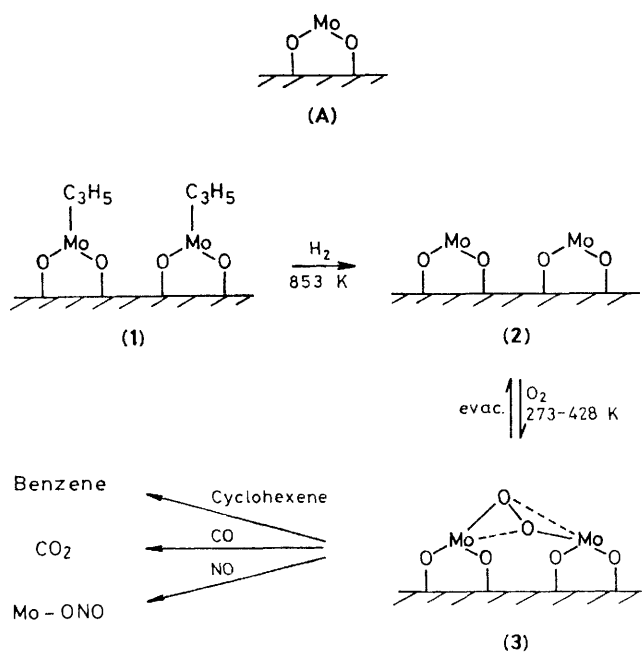 Mo
O O
(A)
C₃H₅ C₃H₅
Mo Mo
O O O O
(1)
H₂
853 K
Mo Mo
O O O O
(2)
evac. O₂
273–428 K
Benzene
Cyclohexene
CO₂
CO
NO
Mo – ONO
O
O
Mo Mo
O O O O
(3)